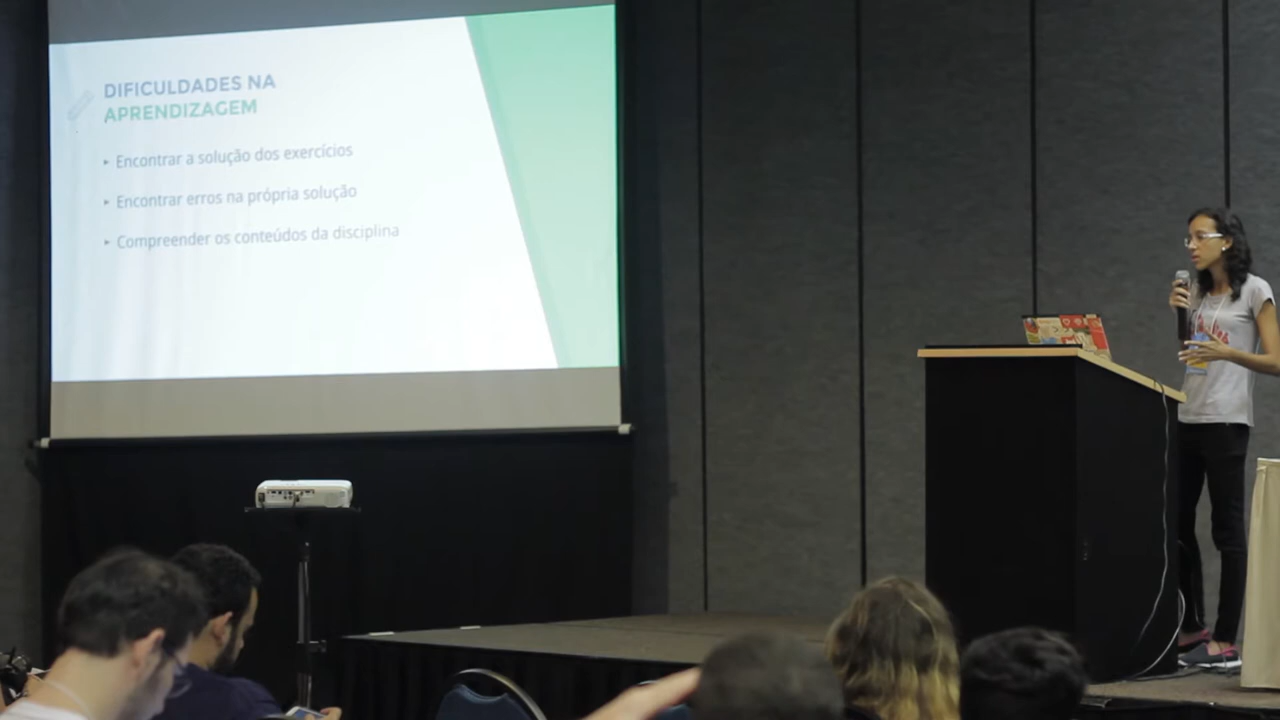 DIFICULDADES NA
APRENDIZAGEM
▸ Encontrar a solução dos exercícios
▸ Encontrar erros na própria solução
▸ Compreender os conteúdos da disciplina